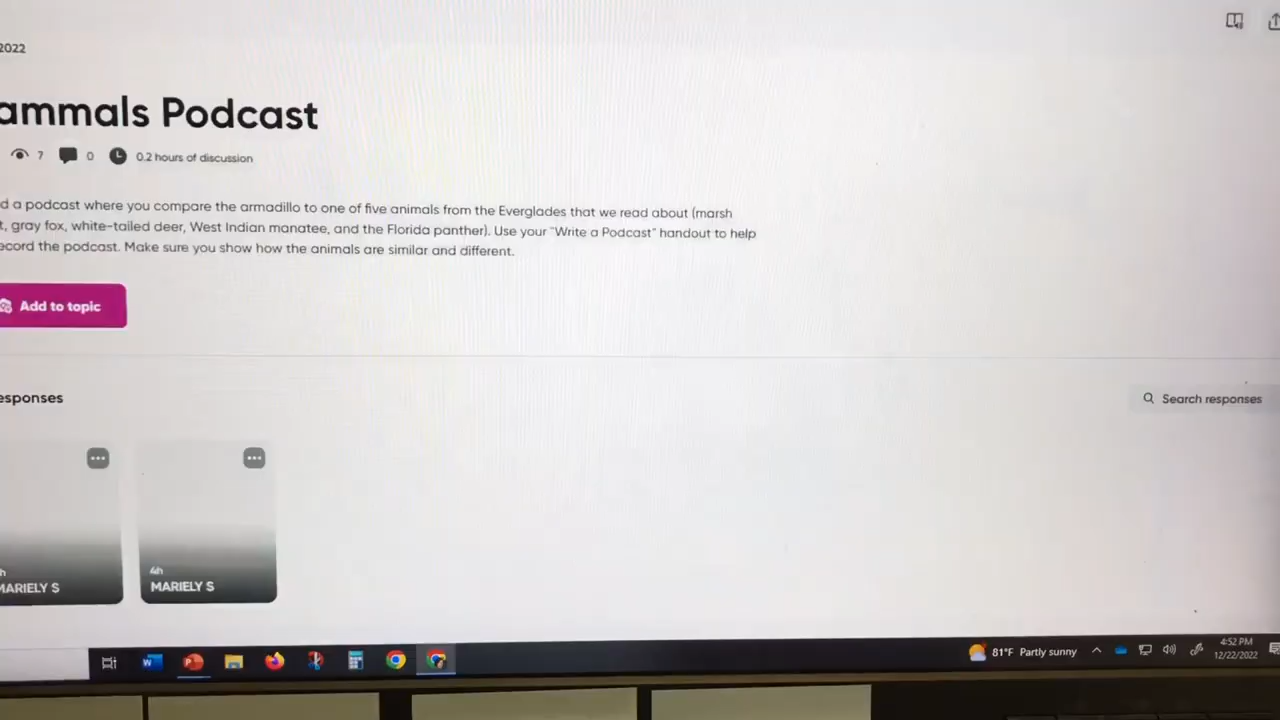 2022
ammals Podcast
7 0 0.2 hours of discussion
d a podcast where you compare the armadillo to one of five animals from the Everglades that we read about (marsh
t, gray fox, white-tailed deer, West Indian manatee, and the Florida panther). Use your "Write a Podcast" handout to help
ecord the podcast. Make sure you show how the animals are similar and different.
Add to topic
esponses
Search responses
h
MARIELY S
4h
MARIELY S
81°F Partly sunny
4:52 PM
12/22/2022